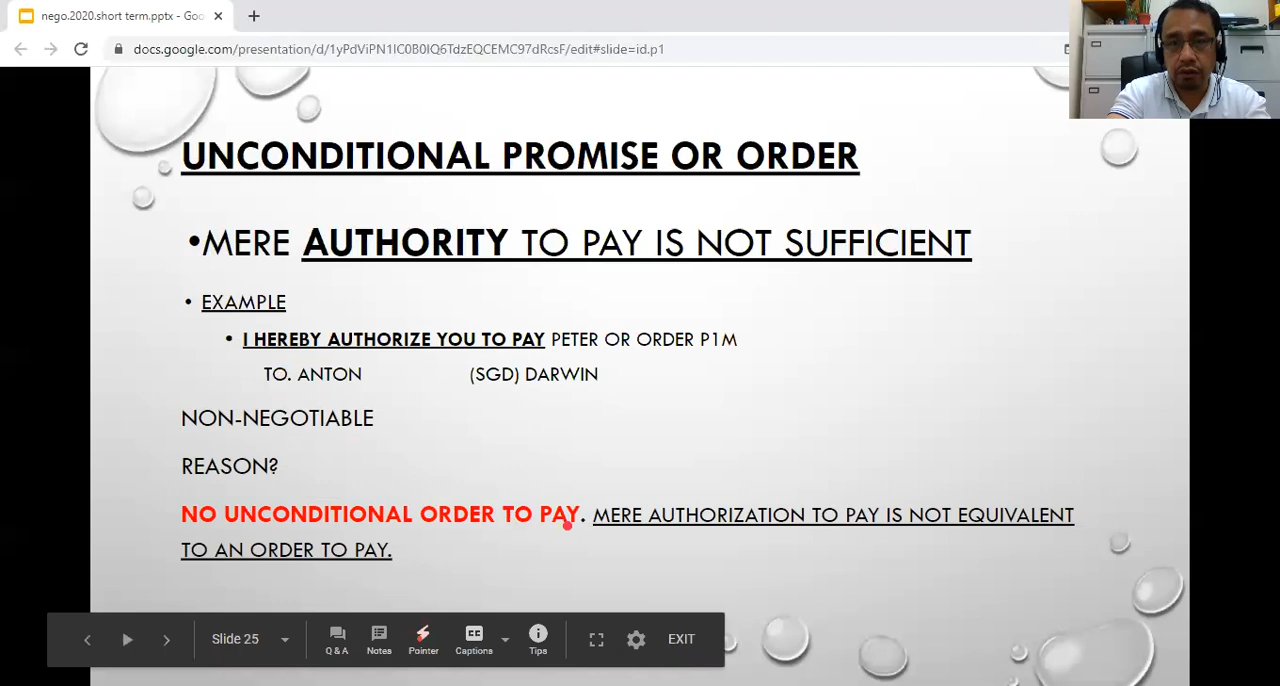 nego.2020.short term.pptx - Goo
docs.google.com/presentation/d/1yPdViPN1lC0B0IQ6TdzEQCEMC97dRcsF/edit#slide=id.p1
UNCONDITIONAL PROMISE OR ORDER
•MERE AUTHORITY TO PAY IS NOT SUFFICIENT
• EXAMPLE
• I HEREBY AUTHORIZE YOU TO PAY PETER OR ORDER P1M
TO. ANTON (SGD) DARWIN
NON-NEGOTIABLE
REASON?
NO UNCONDITIONAL ORDER TO PAY. MERE AUTHORIZATION TO PAY IS NOT EQUIVALENT
TO AN ORDER TO PAY.
Slide 25 Q & A Notes Pointer Captions Tips EXIT